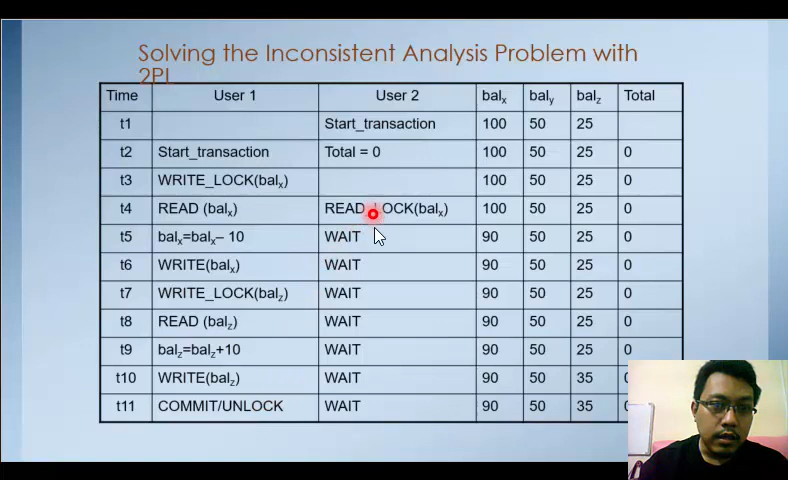 Solving the Inconsistent Analysis Problem with
2PL
Time User 1 User 2 balx baly balz Total
t1 Start_transaction 100 50 25
t2 Start_transaction Total = 0 100 50 25 0
t3 WRITE_LOCK(balx) 100 50 25 0
t4 READ (balx) READ_LOCK(balx) 100 50 25 0
t5 balx=balx– 10 WAIT 90 50 25 0
t6 WRITE(balx) WAIT 90 50 25 0
t7 WRITE_LOCK(balz) WAIT 90 50 25 0
t8 READ (balz) WAIT 90 50 25 0
t9 balz=balz+10 WAIT 90 50 25 0
t10 WRITE(balz) WAIT 90 50 35 0
t11 COMMIT/UNLOCK WAIT 90 50 35 0